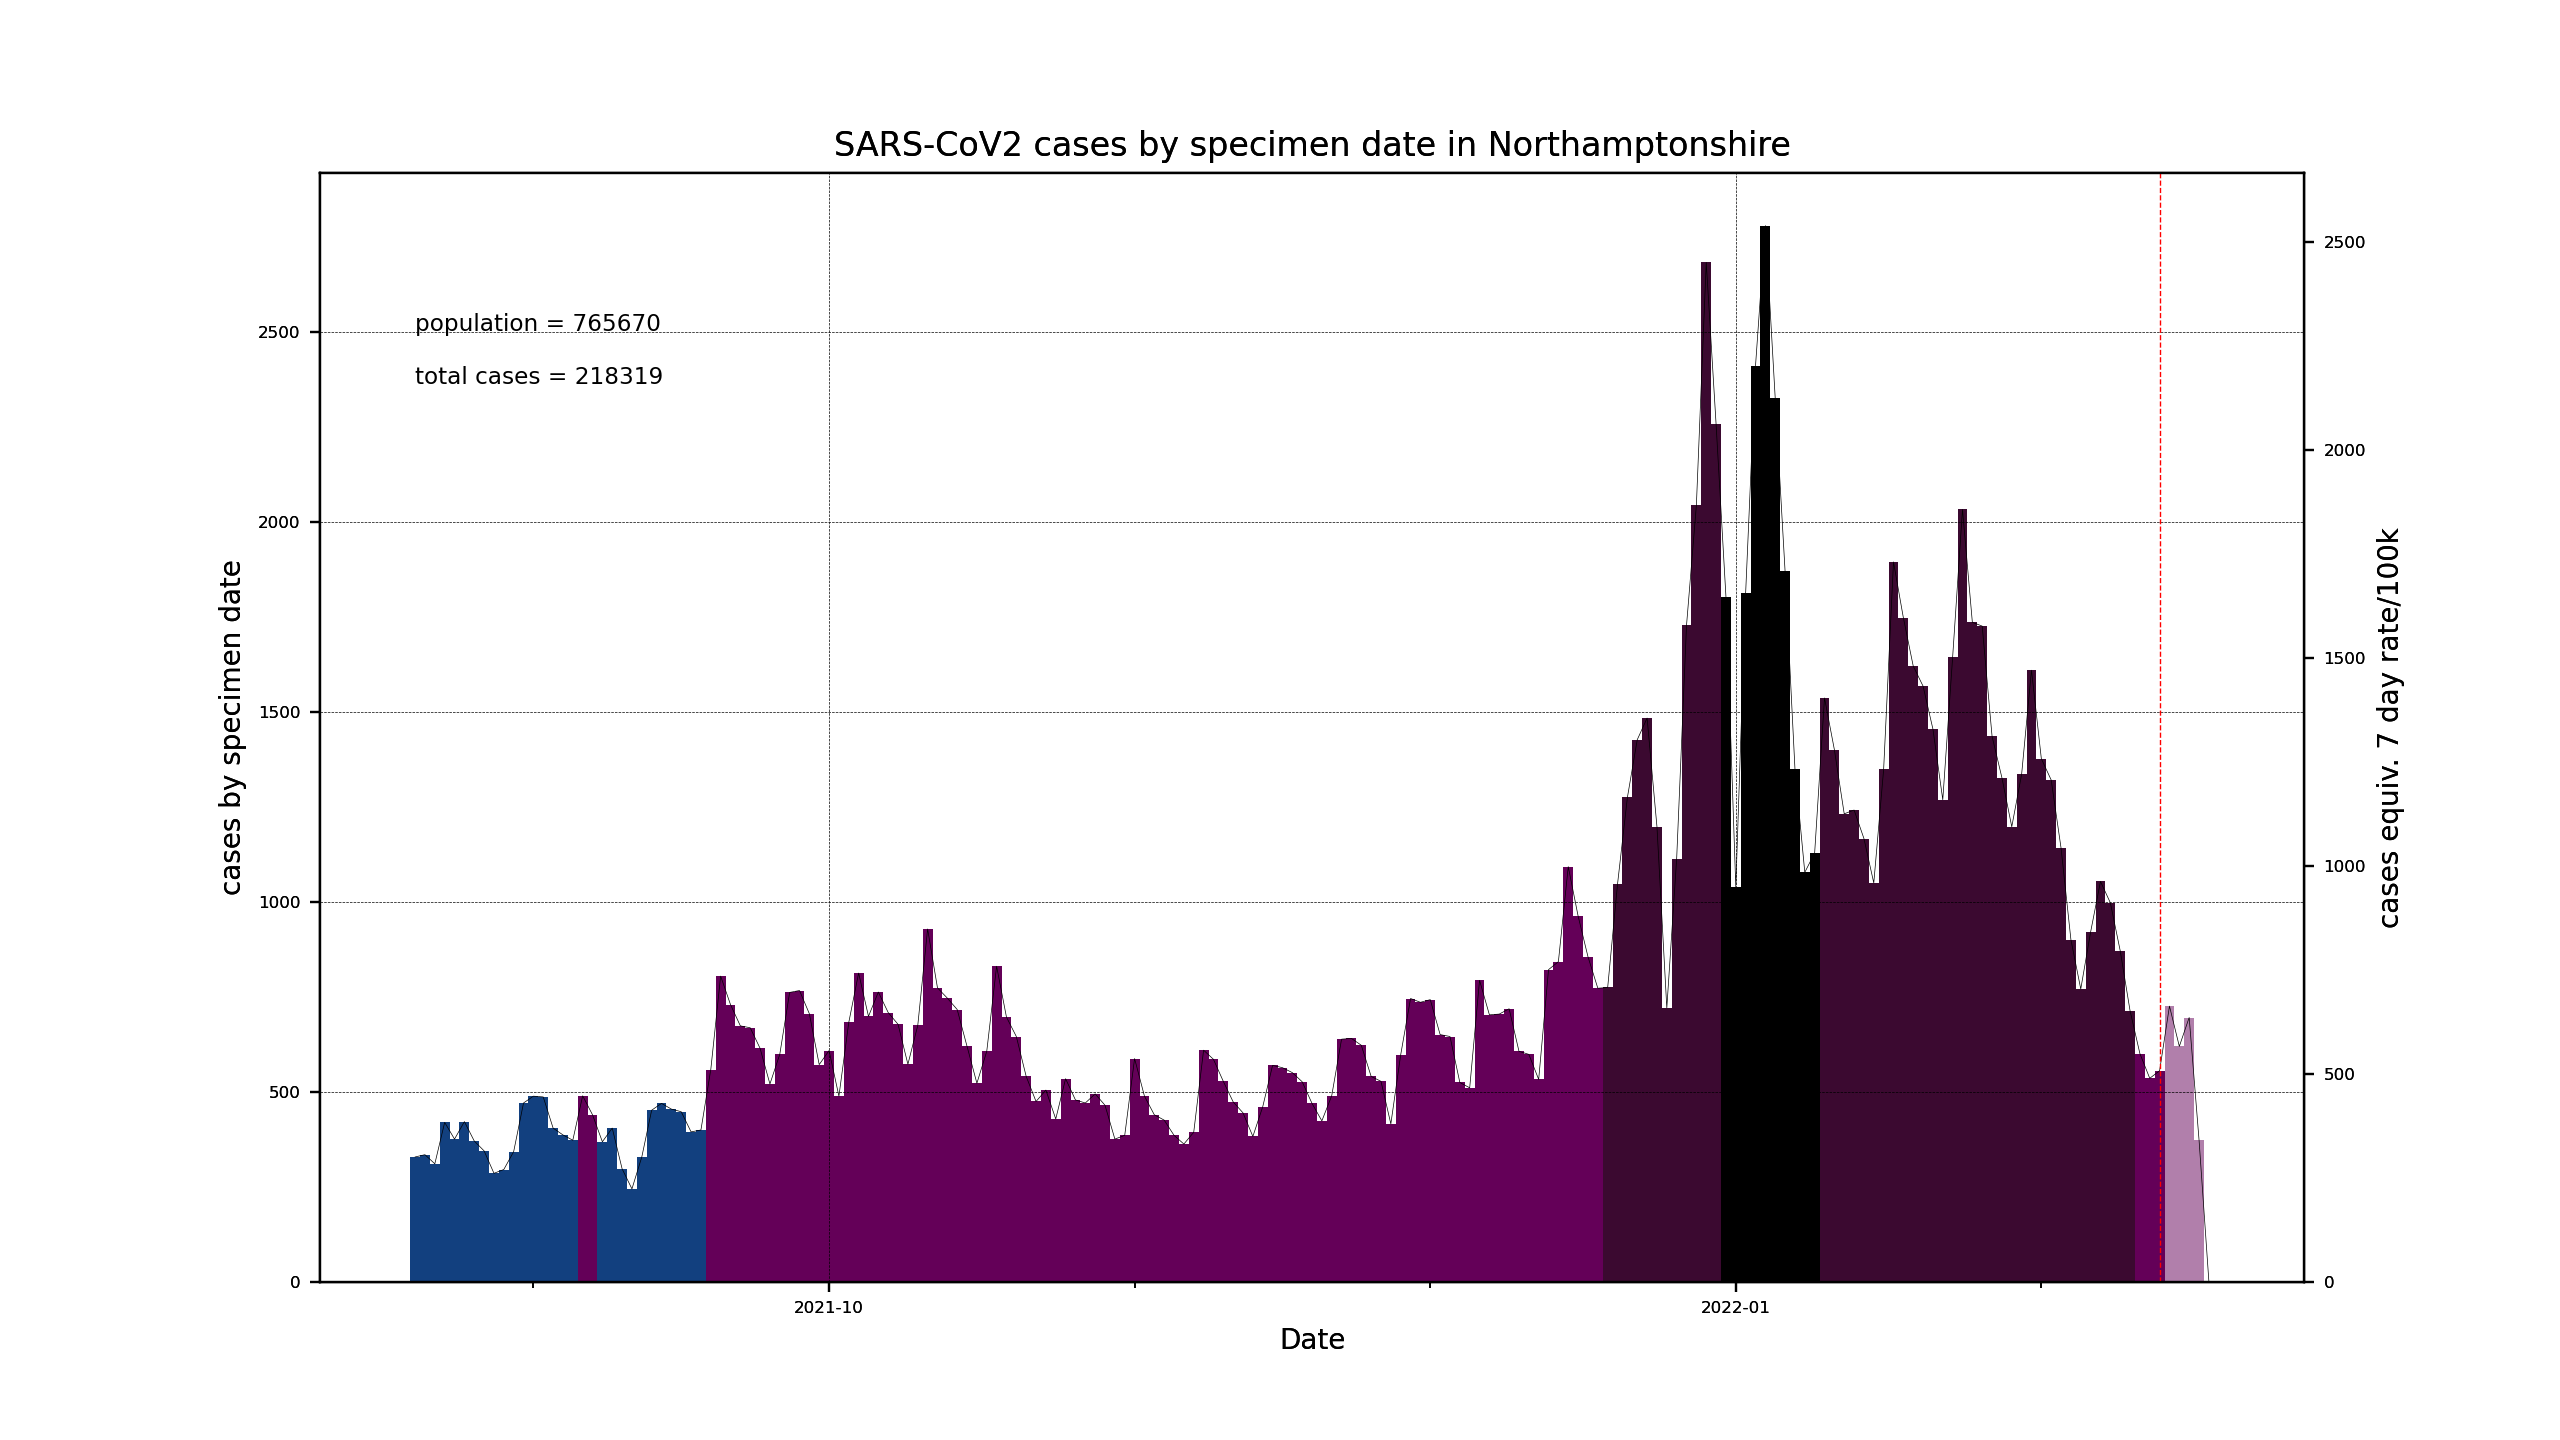 SARS-CoV2 cases by specimen date in Northamptonshire
population = 765670
total cases = 218319
cases by specimen date
2500
2000
1500
1000
500
0
2500
2000
1500
1000
500
0
cases equiv. 7 day rate/100k
2021-10
2022-01
Date